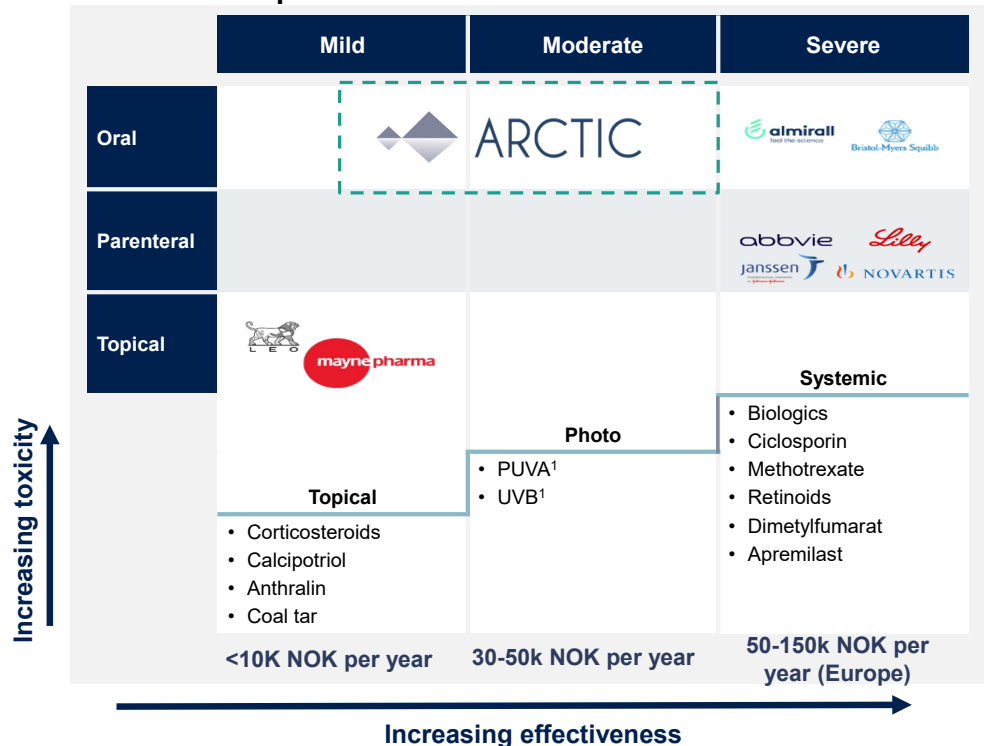 Mild
Moderate
Severe
Oral
ARCTIC
almirall
feel the science
Bristol-Myers Squibb
Parenteral
abbvie
Lilly
janssen
NOVARTIS
Topical
LEO
maynepharma
Systemic
• Biologics
• Ciclosporin
• Methotrexate
• Retinoids
• Dimetylfumarat
• Apremilast
Photo
• PUVA¹
• UVB¹
Topical
• Corticosteroids
• Calcipotriol
• Anthralin
• Coal tar
<10K NOK per year
30-50k NOK per year
50-150k NOK per
year (Europe)
Increasing toxicity
Increasing effectiveness